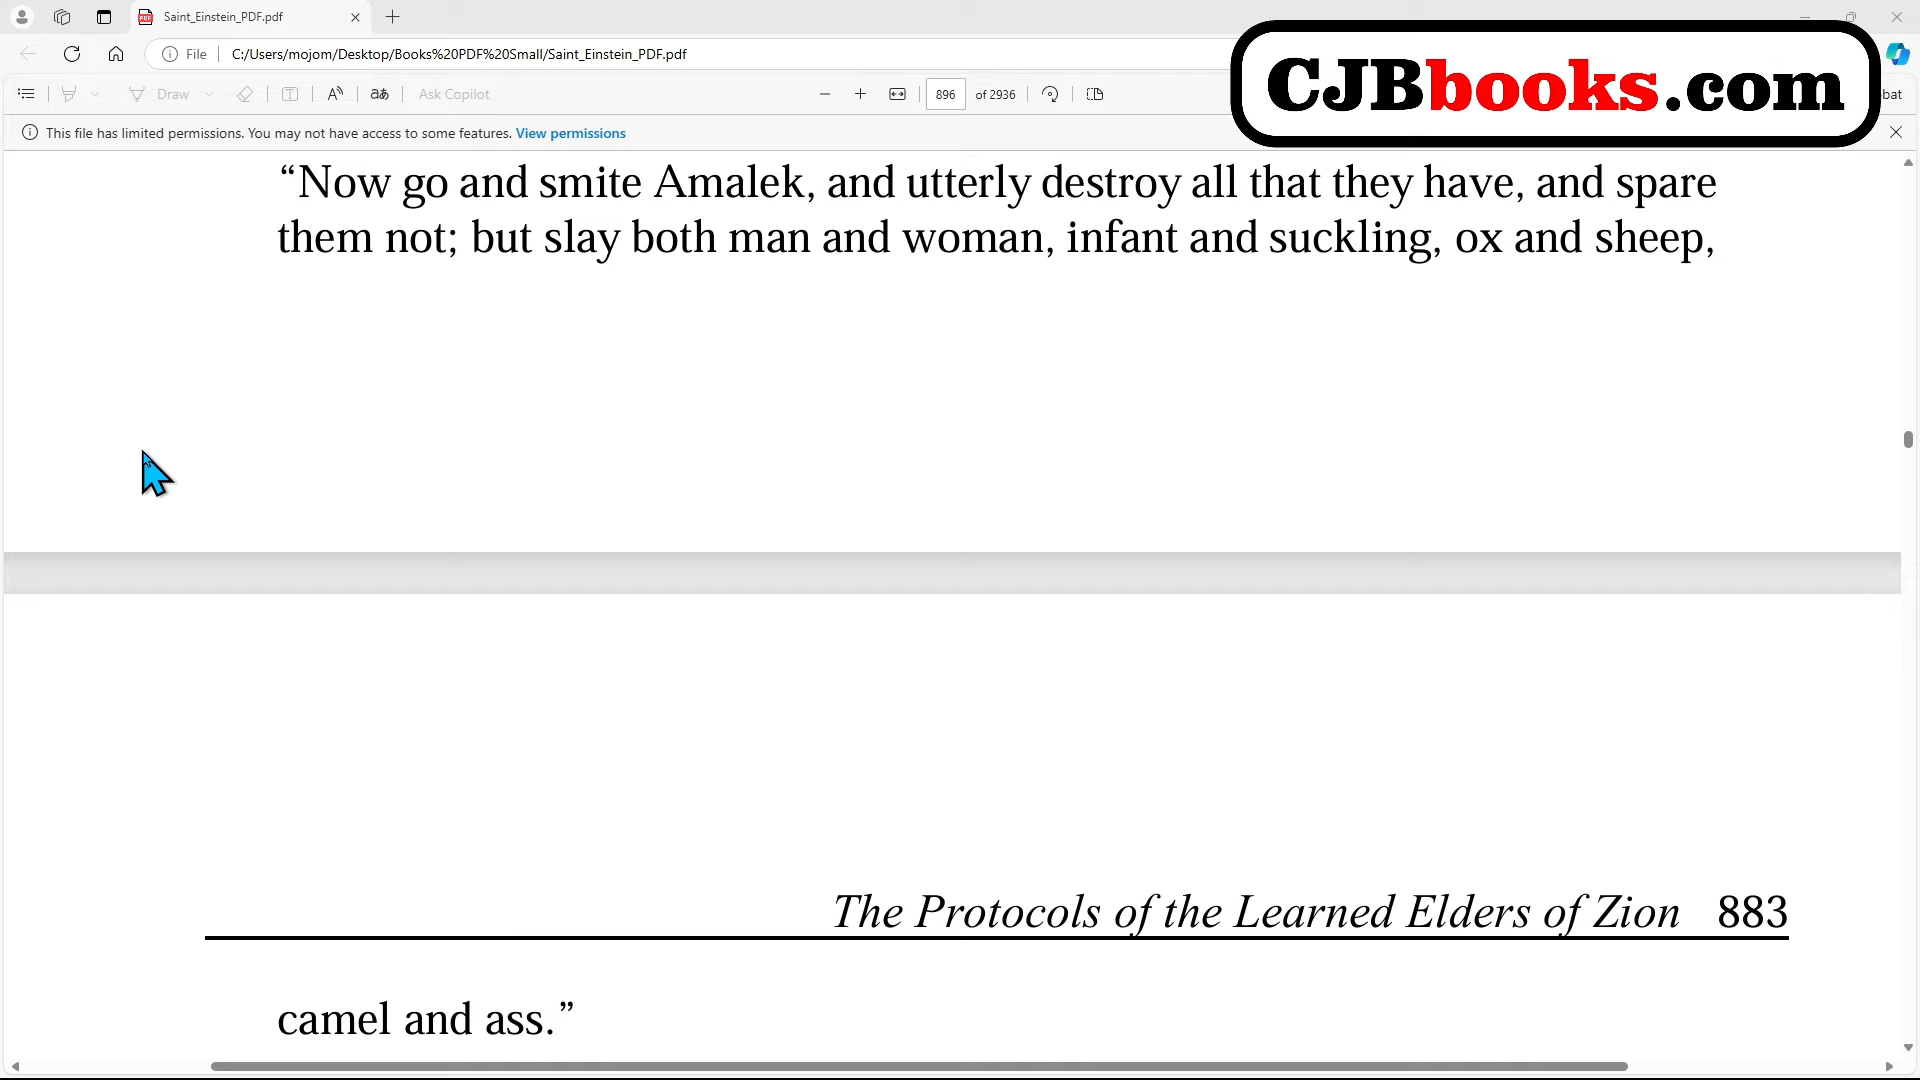 Saint_Einstein_PDF.pdf
File C:/Users/mojom/Desktop/Books%20PDF%20Small/Saint_Einstein_PDF.pdf
CJBbooks.com
Draw aあ Ask Copilot 896 of 2936 bat
This file has limited permissions. You may not have access to some features. View permissions
“Now go and smite Amalek, and utterly destroy all that they have, and spare
them not; but slay both man and woman, infant and suckling, ox and sheep,
The Protocols of the Learned Elders of Zion 883
camel and ass.”